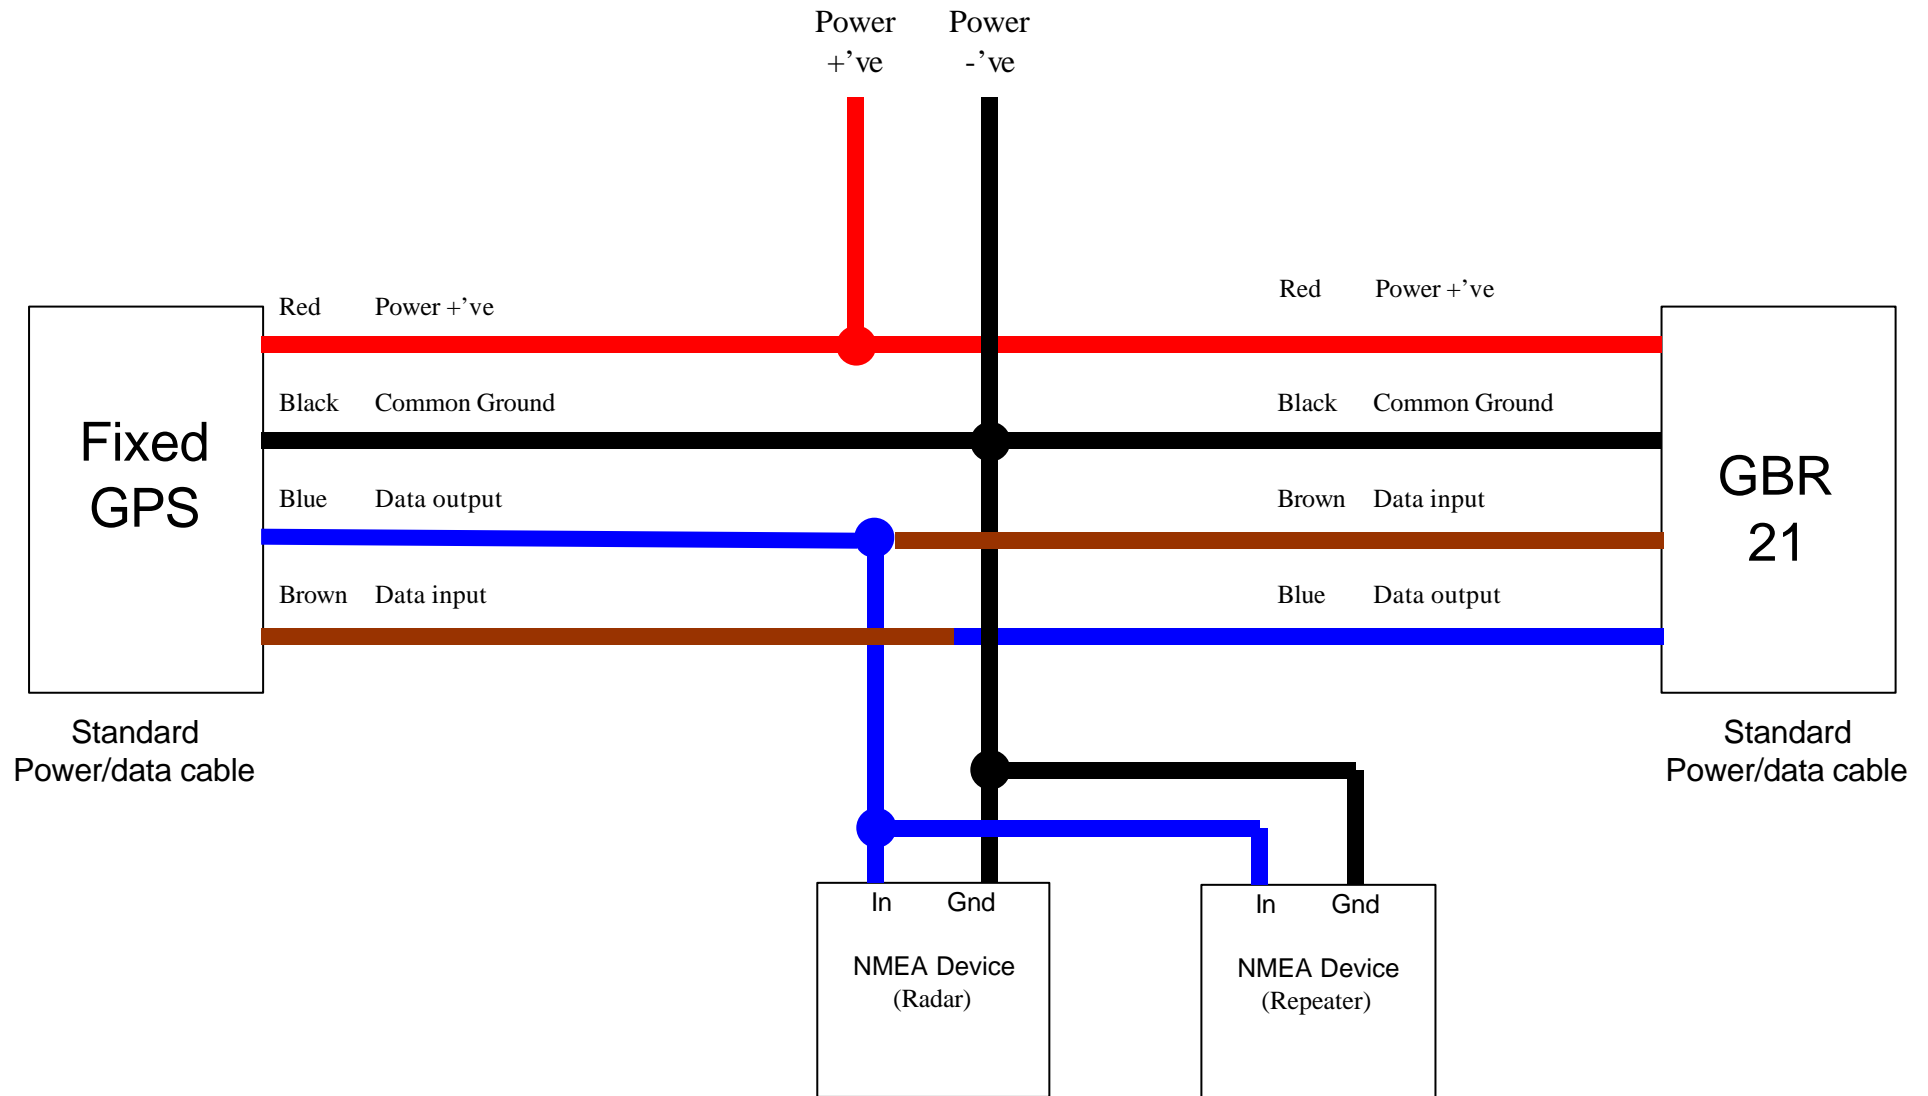 Power
+’ve
Power
-’ve
Red Power +’ve
Red Power +’ve
Black Common Ground
Black Common Ground
Fixed
GPS
GBR
21
Blue Data output
Brown Data input
Brown Data input
Blue Data output
Standard
Power/data cable
Standard
Power/data cable
In Gnd
NMEA Device
(Radar)
In Gnd
NMEA Device
(Repeater)